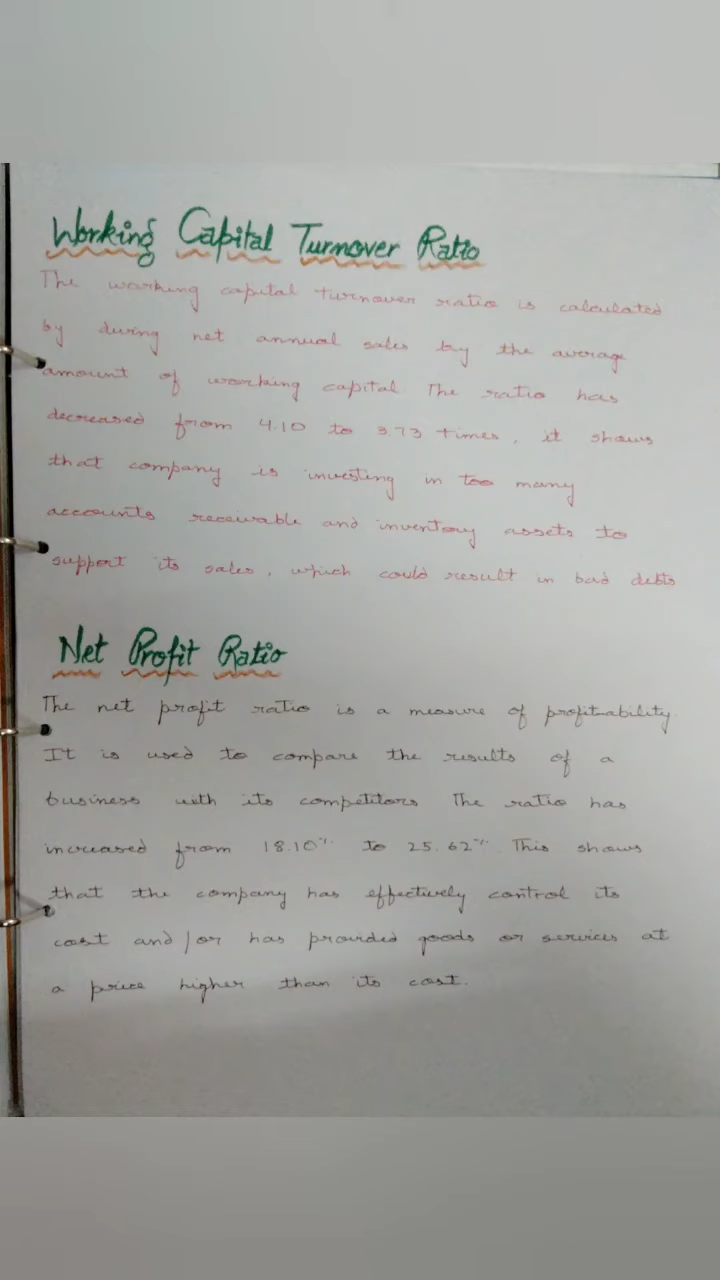 Working Capital Turnover Ratio
The working capital turnover ratio is calculated
by during net annual sales by the average
amount of working capital The ratio has
decreased from 4.10 to 3.73 times, it shows
that company is investing in too many
accounts receivable and inventory assets to
support its sales, which could result in bad debts
Net Profit Ratio
The net profit ratio is a measure of profitability.
It is used to compare the results of a
business with its competitors The ratio has
increased from 18.10% to 25.62%. This shows
that the company has effectively control its
cost and/or has provided goods or services at
a price higher than its cost.